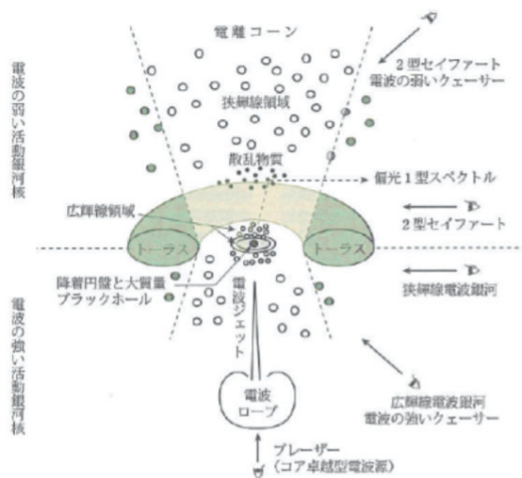 電離コーン
2型セイファート
電波の弱いクェーサー
電波の弱い活動銀河核
狭輝線領域
散乱物質
偏光1型スペクトル
広輝線領域
2型セイファート
トーラス
トーラス
降着円盤と大質量
ブラックホール
電波ジェット
狭輝線電波銀河
電波の強い活動銀河核
電波
ローブ
広輝線電波銀河
電波の強いクェーサー
ブレーザー
(コア卓越型電波源)